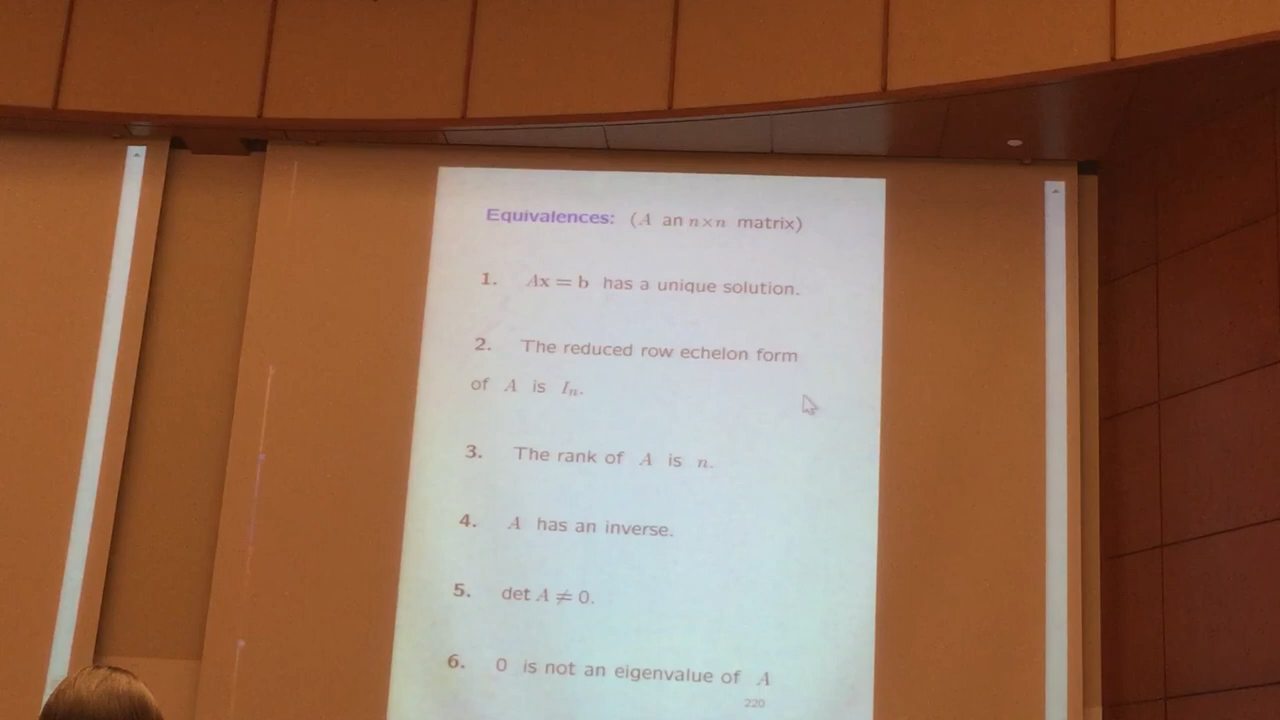 Equivalences: (A an n×n matrix)
1. Ax = b has a unique solution.
2. The reduced row echelon form
of A is Iₙ.
3. The rank of A is n.
4. A has an inverse.
5. det A ≠ 0.
6. 0 is not an eigenvalue of A
220